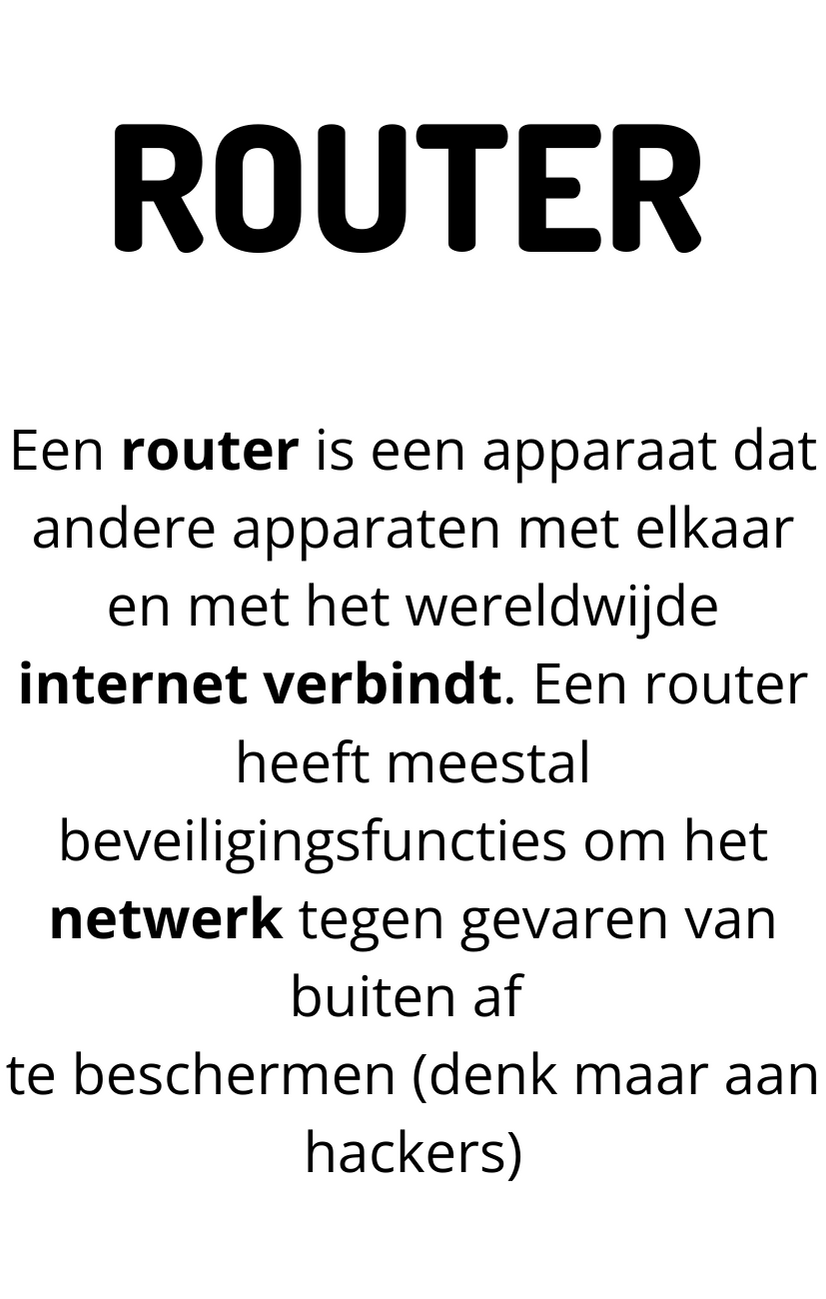 ROUTER
Een router is een apparaat dat
andere apparaten met elkaar
en met het wereldwijde
internet verbindt. Een router
heeft meestal
beveiligingsfuncties om het
netwerk tegen gevaren van
buiten af
te beschermen (denk maar aan
hackers)